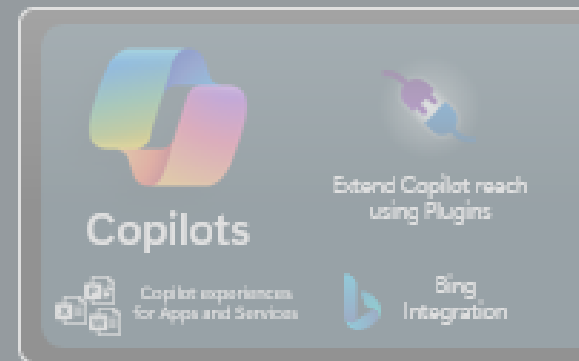 Extend Copilot reach
using Plugins
Copilots
Copilot experiences
for Apps and Services
Bing
Integration